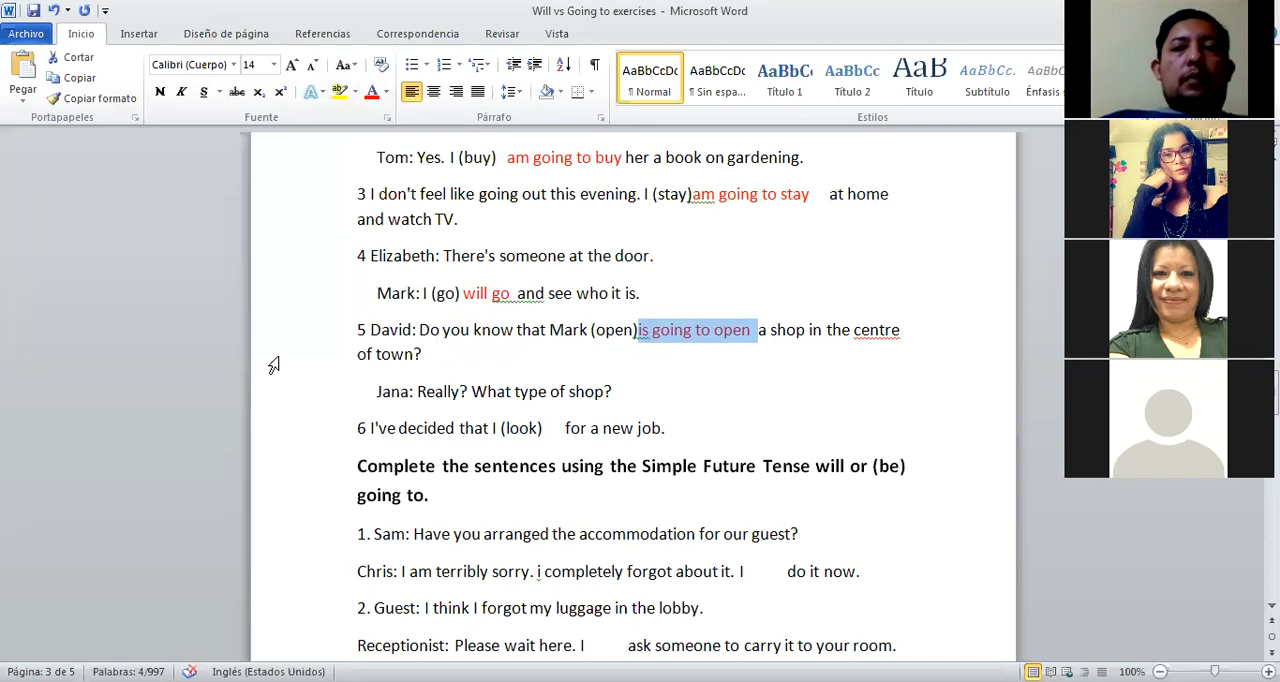 Will vs Going to exercises - Microsoft Word
Archivo Inicio Insertar Diseño de página Referencias Correspondencia Revisar Vista
Pegar
Cortar
Copiar
Copiar formato
Portapapeles
Calibri (Cuerpo) 14
Fuente
Párrafo
AaBbCcDc AaBbCcDc AaBbC AaBbCc AaB AaBbCc. AaBbC
¶ Normal ¶ Sin espa... Título 1 Título 2 Título Subtítulo Énfasis
Estilos
Tom: Yes. I (buy) am going to buy her a book on gardening.
3 I don't feel like going out this evening. I (stay)am going to stay at home
and watch TV.
4 Elizabeth: There's someone at the door.
Mark: I (go) will go and see who it is.
5 David: Do you know that Mark (open)is going to open a shop in the centre
of town?
Jana: Really? What type of shop?
6 I've decided that I (look) for a new job.
Complete the sentences using the Simple Future Tense will or (be)
going to.
1. Sam: Have you arranged the accommodation for our guest?
Chris: I am terribly sorry. i completely forgot about it. I do it now.
2. Guest: I think I forgot my luggage in the lobby.
Receptionist: Please wait here. I ask someone to carry it to your room.
Página: 3 de 5 Palabras: 4/997 Inglés (Estados Unidos) 100%